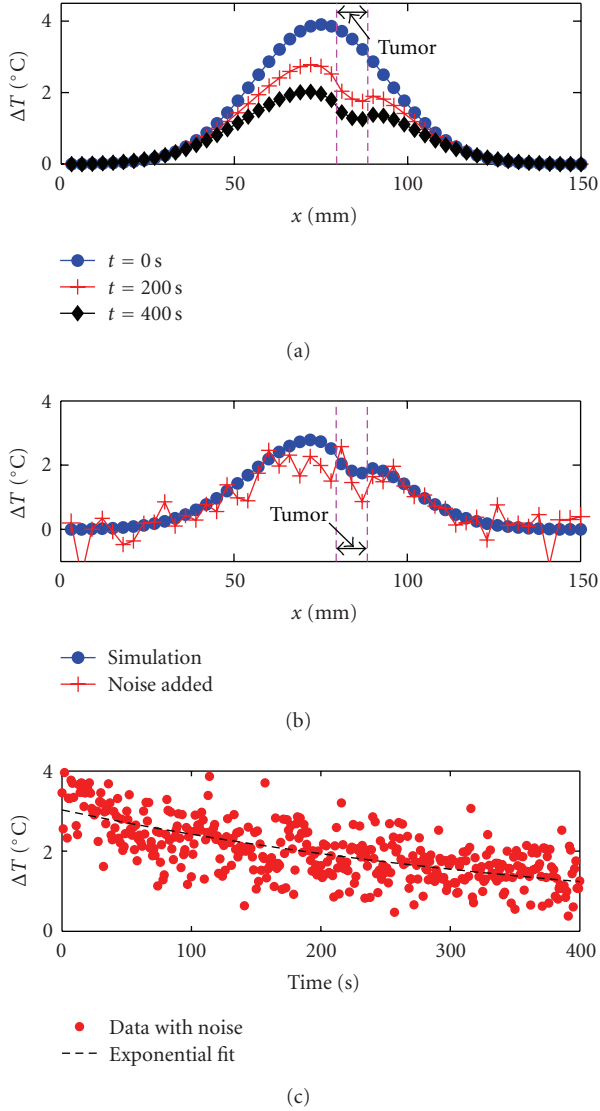 4
2
0
ΔT (°C)
Tumor
50
100
150
x (mm)
t = 0 s
t = 200 s
t = 400 s
(a)
4
2
0
ΔT (°C)
Tumor
50
100
150
x (mm)
Simulation
Noise added
(b)
4
2
0
ΔT (°C)
0
100
200
300
400
Time (s)
Data with noise
Exponential fit
(c)